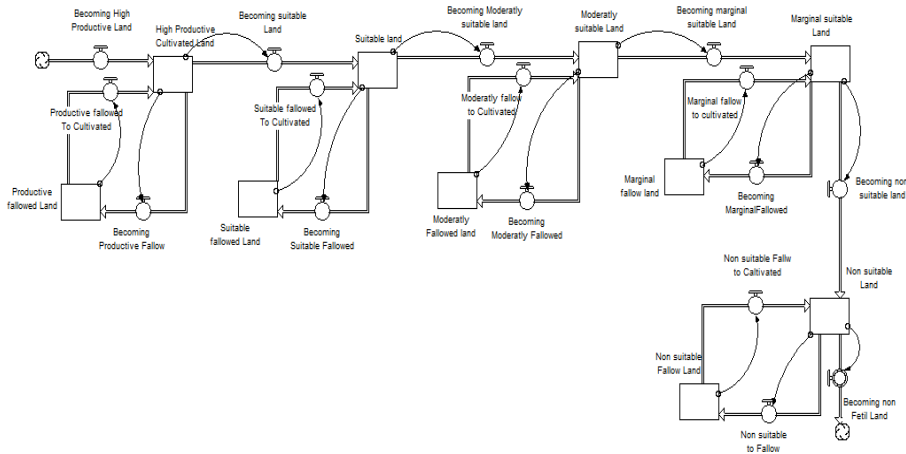 Becoming High
Productive Land
High Productive
Cultivated Land
Becoming suitable
Land
Suitable land
Becoming Moderatly
suitable land
Moderatly
suitable Land
Becoming marginal
suitable Land
Marginal suitable
Land
Productive fallowed
To Cultivated
Suitable fallowed
To Cultivated
Moderatly fallow
to Cultivated
Marginal fallow
to cultivated
Productive
fallowed Land
Becoming
Productive Fallow
Suitable
fallowed Land
Becoming
Suitable Fallowed
Moderatly
Fallowed land
Becoming
Moderatly Fallowed
Marginal
fallow land
Becoming
MarginalFallowed
Becoming non
suitable land
Non suitable Fallw
to Caltivated
Non suitable
Land
Non suitable
Fallow Land
Non suitable
to Fallow
Becoming non
Fetil Land